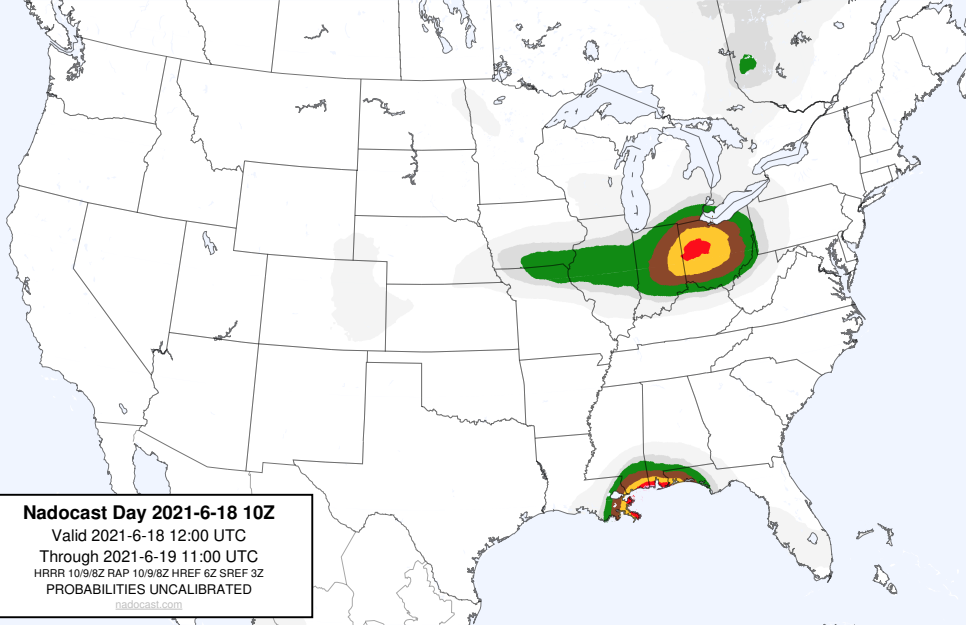 Nadocast Day 2021-6-18 10Z
Valid 2021-6-18 12:00 UTC
Through 2021-6-19 11:00 UTC
HRRR 10/9/8Z RAP 10/9/8Z HREF 6Z SREF 3Z
PROBABILITIES UNCALIBRATED
nadocast.com